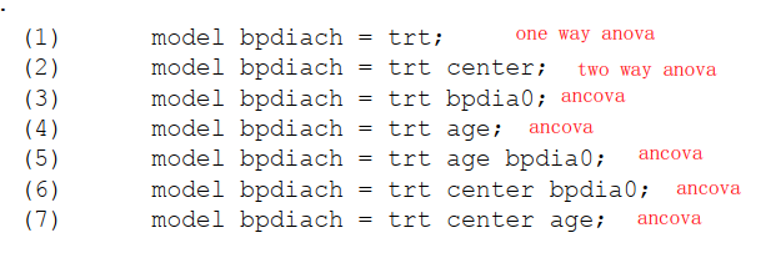 .
(1) model bpdiach = trt; one way anova
(2) model bpdiach = trt center; two way anova
(3) model bpdiach = trt bpdia0; ancova
(4) model bpdiach = trt age; ancova
(5) model bpdiach = trt age bpdia0; ancova
(6) model bpdiach = trt center bpdia0; ancova
(7) model bpdiach = trt center age; ancova